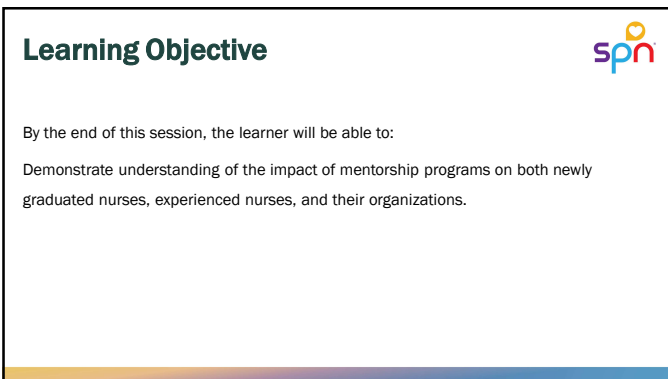 Learning Objective
spn
By the end of this session, the learner will be able to:
Demonstrate understanding of the impact of mentorship programs on both newly
graduated nurses, experienced nurses, and their organizations.